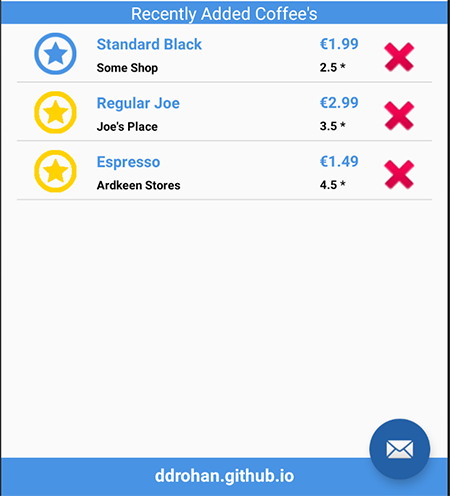 Recently Added Coffee's
Standard Black €1.99
Some Shop 2.5 *
Regular Joe €2.99
Joe's Place 3.5 *
Espresso €1.49
Ardkeen Stores 4.5 *
ddrohan.github.io